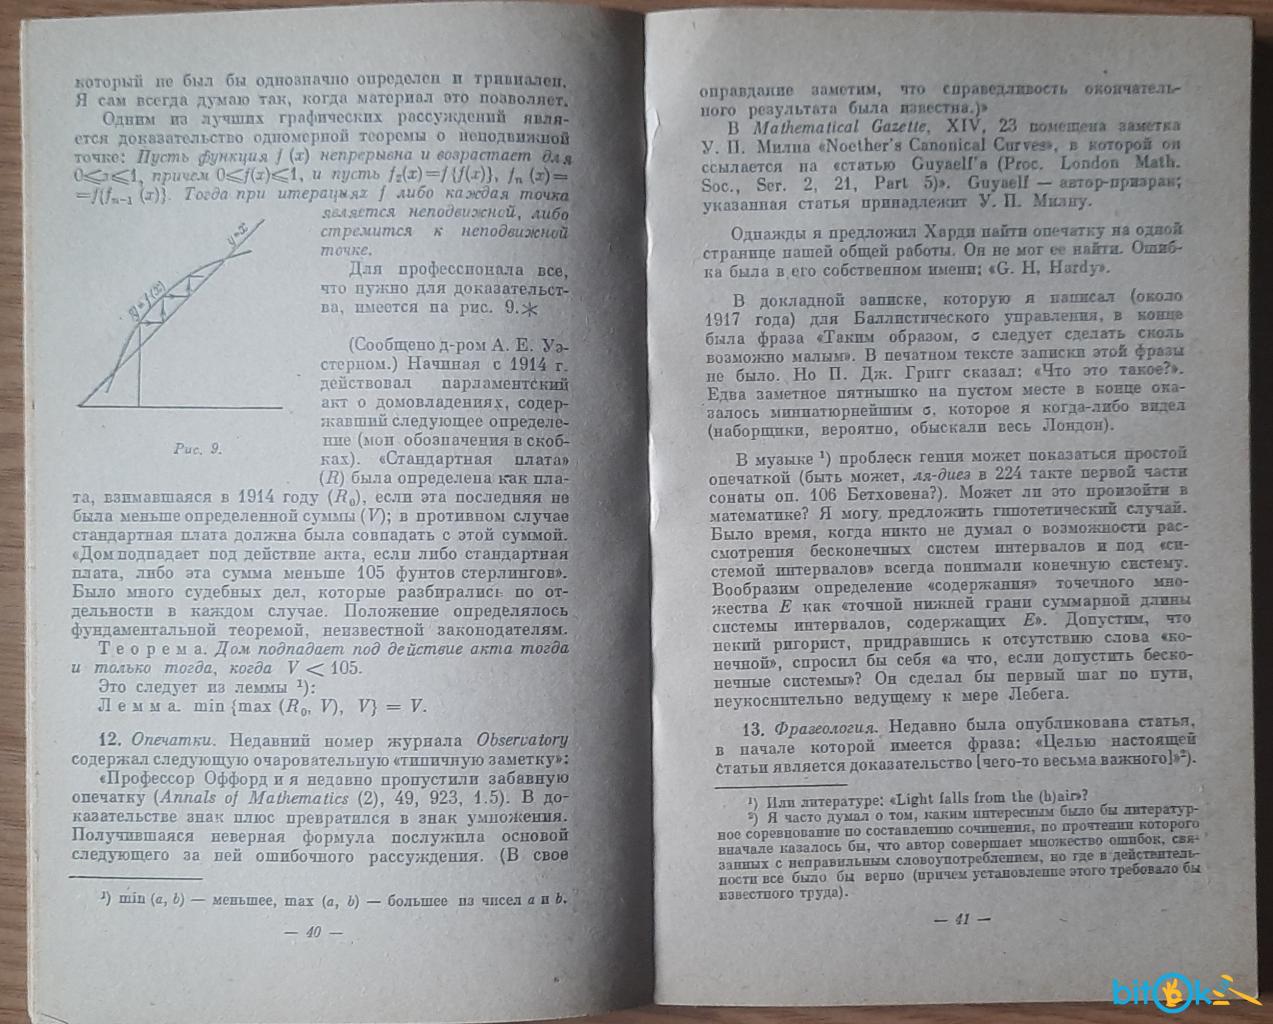 который не был бы однозначно определен и тривиален.
Я сам всегда думаю так, когда материал это позволяет.
Одним из лучших графических рассуждений явля-
ется доказательство одномерной теоремы о неподвижной
точке: Пусть функция f (x) непрерывна и возрастает для
0⩽x⩽1, причем 0⩽f(x)⩽1, и пусть f₂(x)=f{f(x)}, fₙ (x)=
=f{fₙ₋₁ (x)}. Тогда при итерациях f либо каждая точка
является неподвижной, либо
стремится к неподвижной
точке.
Для профессионала все,
что нужно для доказательст-
ва, имеется на рис. 9.✳
y=f(x)
y=x
Рис. 9.
(Сообщено д-ром А. Е. Уэ-
стерном.) Начиная с 1914 г.
действовал парламентский
акт о домовладениях, содер-
жавший следующее определе-
ние (мои обозначения в скоб-
ках). «Стандартная плата»
(R) была определена как пла-
та, взимавшаяся в 1914 году (R₀), если эта последняя не
была меньше определенной суммы (V); в противном случае
стандартная плата должна была совпадать с этой суммой.
«Дом подпадает под действие акта, если либо стандартная
плата, либо эта сумма меньше 105 фунтов стерлингов».
Было много судебных дел, которые разбирались по от-
дельности в каждом случае. Положение определялось
фундаментальной теоремой, неизвестной законодателям.
Теорема. Дом подпадает под действие акта тогда
и только тогда, когда V < 105.
Это следует из леммы ¹):
Лемма. min {max (R₀, V), V} = V.
12. Опечатки. Недавний номер журнала Observatory
содержал следующую очаровательную «типичную заметку»:
«Профессор Оффорд и я недавно пропустили забавную
опечатку (Annals of Mathematics (2), 49, 923, 1.5). В до-
казательстве знак плюс превратился в знак умножения.
Получившаяся неверная формула послужила основой
следующего за ней ошибочного рассуждения. (В свое
¹) min (a, b) — меньшее, max (a, b) — большее из чисел a и b.
— 40 —
оправдание заметим, что справедливость окончатель-
ного результата была известна.)»
В Mathematical Gazette, XIV, 23 помещена заметка
У. П. Милна «Noether's Canonical Curves», в которой он
ссылается на «статью Guyaelf'a (Proc. London Math.
Soc., Ser. 2, 21, Part 5)». Guyaelf — автор-призрак;
указанная статья принадлежит У. П. Милну.
Однажды я предложил Харди найти опечатку на одной
странице нашей общей работы. Он не мог ее найти. Ошиб-
ка была в его собственном имени; «G. H, Hardy».
В докладной записке, которую я написал (около
1917 года) для Баллистического управления, в конце
была фраза «Таким образом, σ следует сделать сколь
возможно малым». В печатном тексте записки этой фразы
не было. Но П. Дж. Григг сказал: «Что это такое?».
Едва заметное пятнышко на пустом месте в конце ока-
залось миниатюрнейшим σ, которое я когда-либо видел
(наборщики, вероятно, обыскали весь Лондон).
В музыке ¹) проблеск гения может показаться простой
опечаткой (быть может, ля-диез в 224 такте первой части
сонаты оп. 106 Бетховена?). Может ли это произойти в
математике? Я могу предложить гипотетический случай.
Было время, когда никто не думал о возможности рас-
смотрения бесконечных систем интервалов и под «си-
стемой интервалов» всегда понимали конечную систему.
Вообразим определение «содержания» точечного мно-
жества E как «точной нижней грани суммарной длины
системы интервалов, содержащих E». Допустим, что
некий ригорист, придравшись к отсутствию слова «ко-
нечной», спросил бы себя «а что, если допустить беско-
нечные системы»? Он сделал бы первый шаг по пути,
неукоснительно ведущему к мере Лебега.
13. Фразеология. Недавно была опубликована статья,
в начале которой имеется фраза: «Целью настоящей
статьи является доказательство [чего-то весьма важного]»²).
¹) Или литературе: «Light falls from the (h)air»?
²) Я часто думал о том, каким интересным было бы литератур-
ное соревнование по составлению сочинения, по прочтении которого
вначале казалось бы, что автор совершает множество ошибок, свя-
занных с неправильным словоупотреблением, но где в действитель-
ности все было бы верно (причем установление этого требовало бы
известного труда).
— 41 —
bitok